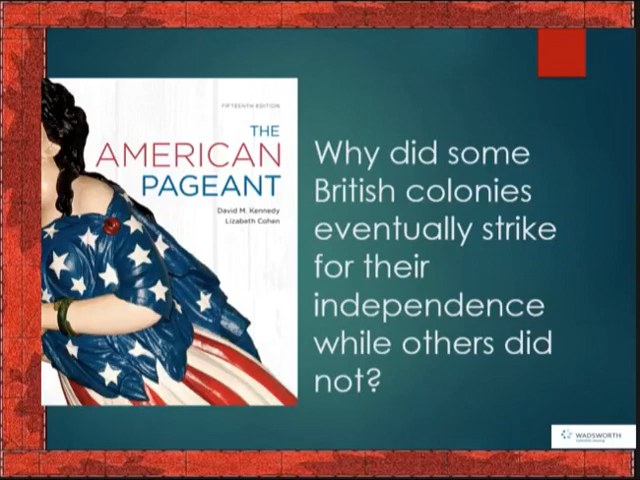 FIFTEENTH EDITION
THE
AMERICAN
PAGEANT
David M. Kennedy
Lizabeth Cohen
Why did some
British colonies
eventually strike
for their
independence
while others did
not?
WADSWORTH